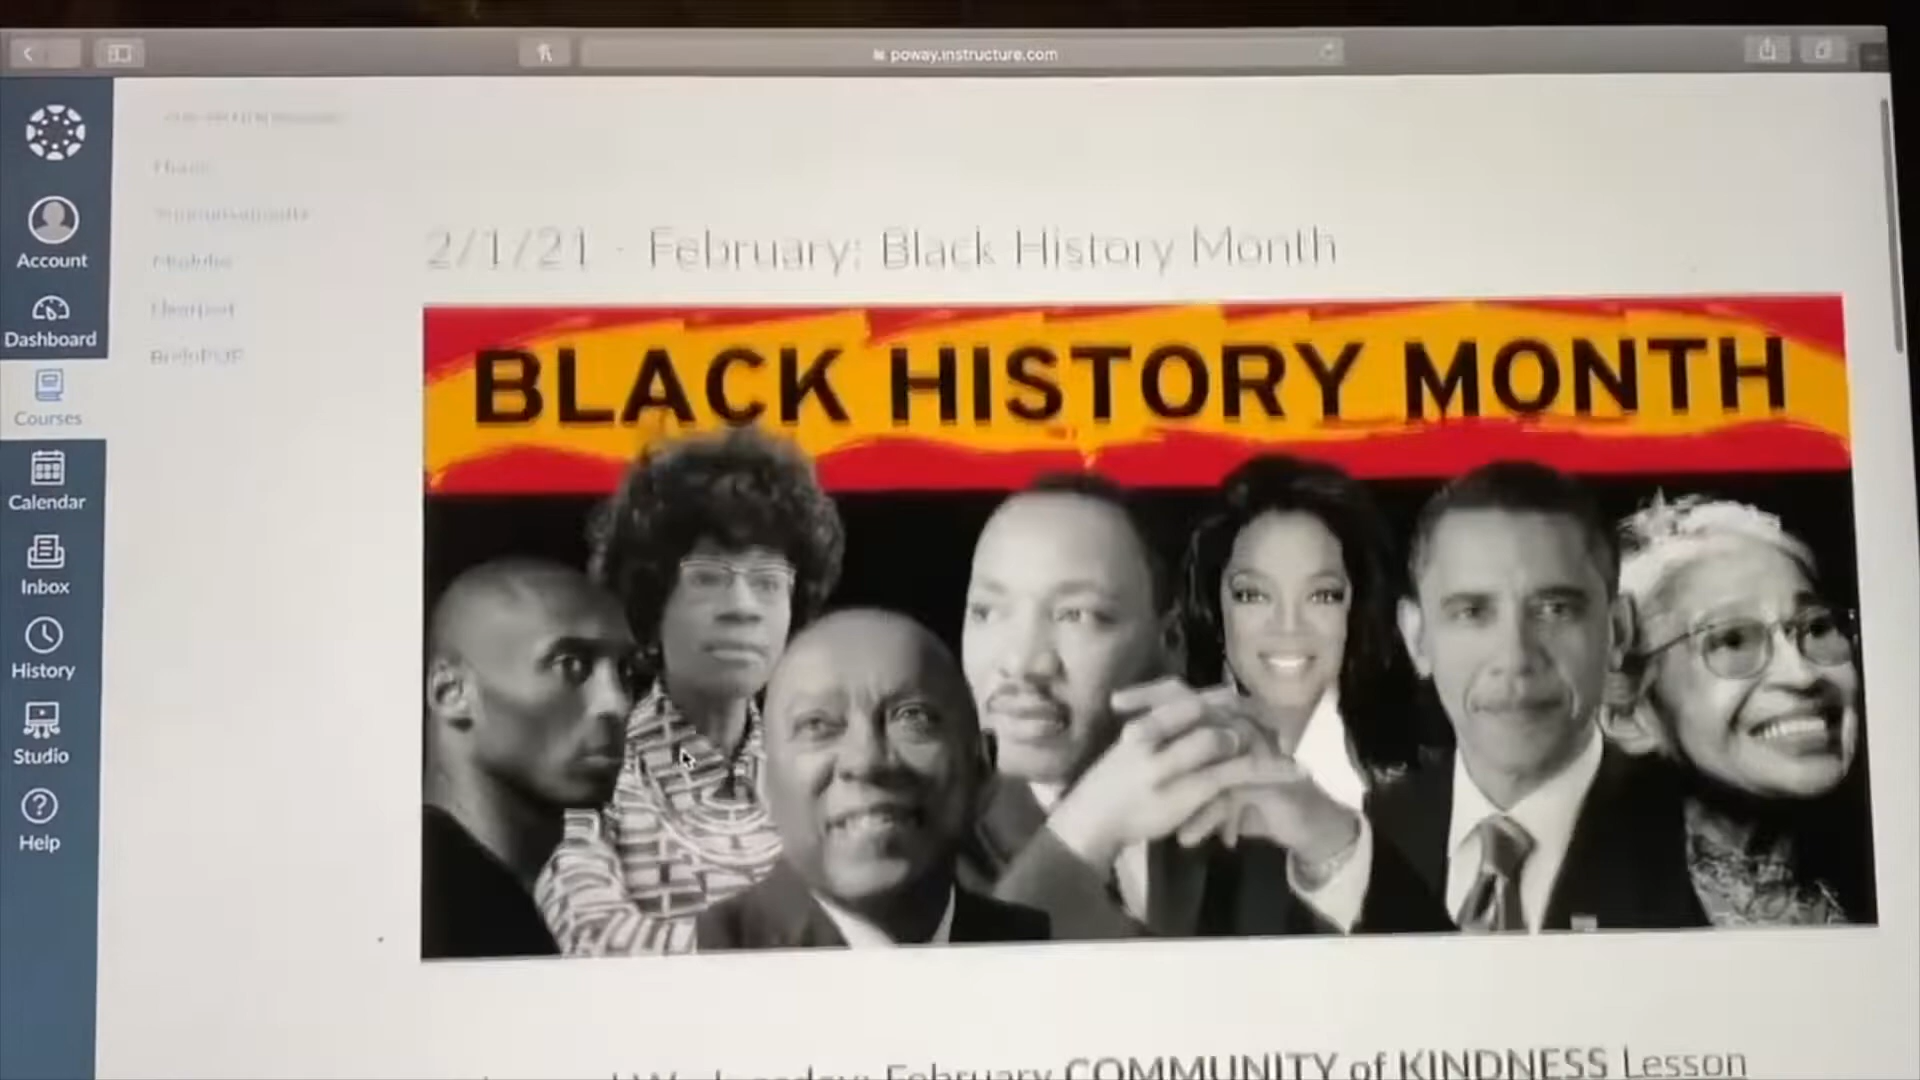 poway.instructure.com
Account
Dashboard
Courses
Calendar
Inbox
History
Studio
Help
2/1/21 - February: Black History Month
BLACK HISTORY MONTH
February COMMUNITY of KINDNESS Lesson